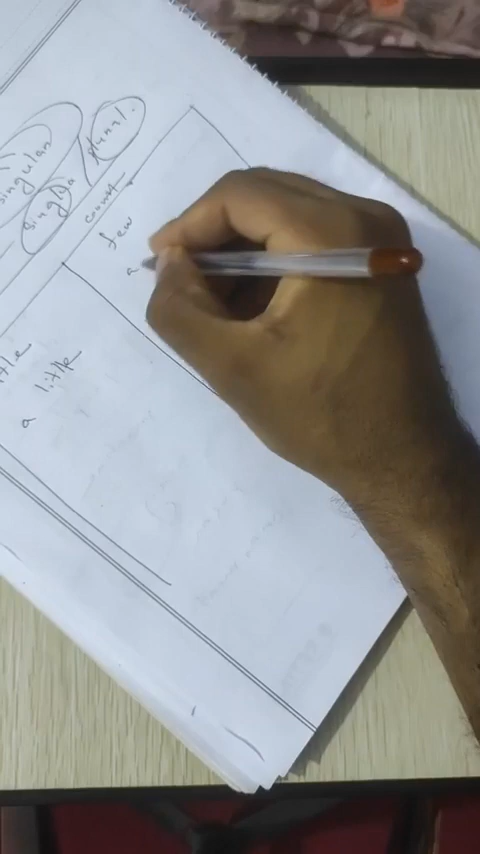 singular
plural
singular
count
few
a
a little